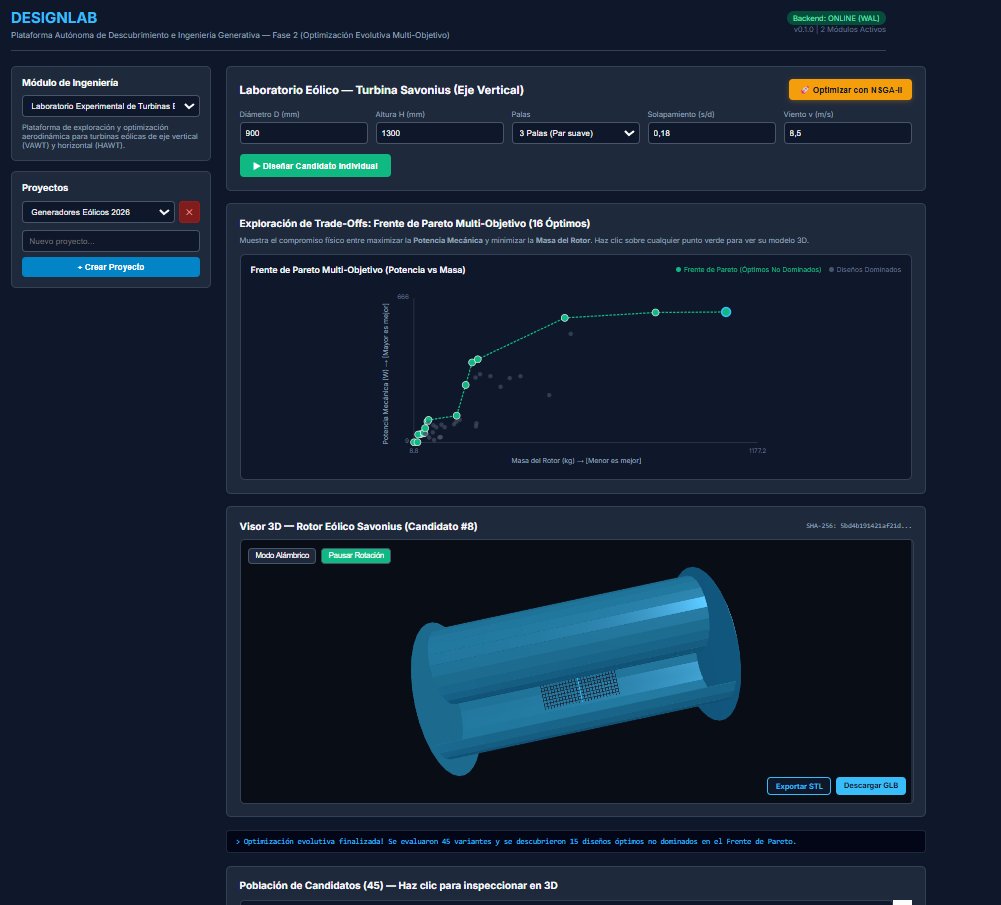 DESIGNLAB
Plataforma Autónoma de Descubrimiento e Ingeniería Generativa — Fase 2 (Optimización Evolutiva Multi-Objetivo)
Backend: ONLINE (WAL)
v0.1.0 | 2 Módulos Activos
Módulo de Ingeniería
Laboratorio Experimental de Turbinas E
Plataforma de exploración y optimización
aerodinámica para turbinas eólicas de eje vertical
(VAWT) y horizontal (HAWT).
Proyectos
Generadores Eólicos 2026
Nuevo proyecto...
+ Crear Proyecto
Laboratorio Eólico — Turbina Savonius (Eje Vertical)
Optimizar con NSGA-II
Diámetro D (mm)
900
Altura H (mm)
1300
Palas
3 Palas (Par suave)
Solapamiento (s/d)
0,18
Viento v (m/s)
8,5
▶ Diseñar Candidato Individual
Exploración de Trade-Offs: Frente de Pareto Multi-Objetivo (16 Óptimos)
Muestra el compromiso físico entre maximizar la Potencia Mecánica y minimizar la Masa del Rotor. Haz clic sobre cualquier punto verde para ver su modelo 3D.
Frente de Pareto Multi-Objetivo (Potencia vs Masa)
Frente de Pareto (Óptimos No Dominados)
Diseños Dominados
666
Potencia Mecánica (W) → [Mayor es mejor]
8.8
1177.2
Masa del Rotor (kg) → [Menor es mejor]
Visor 3D — Rotor Eólico Savonius (Candidato #8)
SHA-256: 5bd4b191421af21d...
Modo Alámbrico
Pausar Rotación
Exportar STL
Descargar GLB
> Optimización evolutiva finalizada! Se evaluaron 45 variantes y se descubrieron 15 diseños óptimos no dominados en el Frente de Pareto.
Población de Candidatos (45) — Haz clic para inspeccionar en 3D